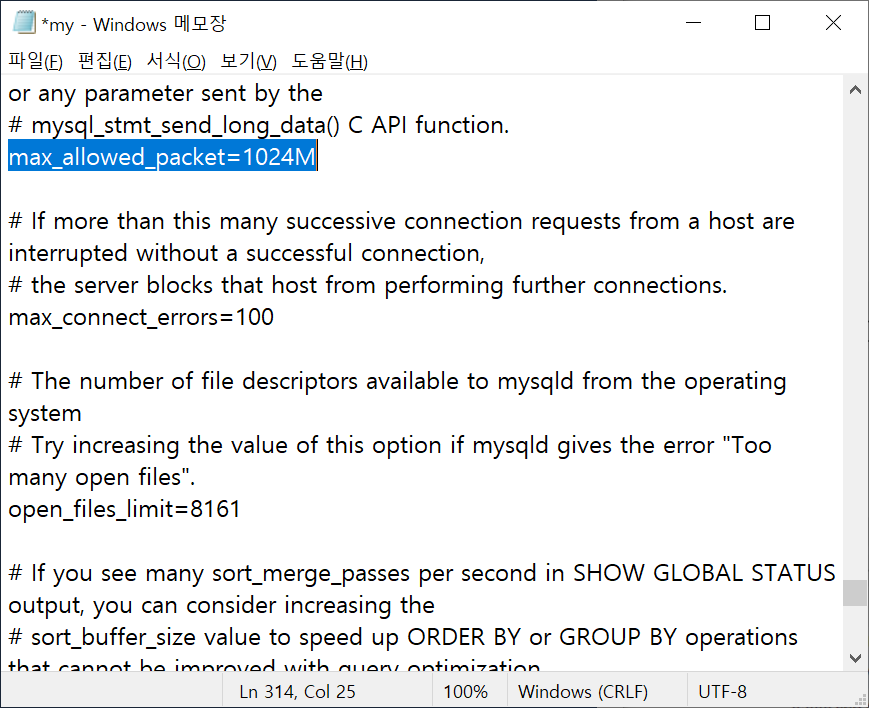 *my - Windows 메모장
파일(F) 편집(E) 서식(O) 보기(V) 도움말(H)
or any parameter sent by the
# mysql_stmt_send_long_data() C API function.
max_allowed_packet=1024M
# If more than this many successive connection requests from a host are
interrupted without a successful connection,
# the server blocks that host from performing further connections.
max_connect_errors=100
# The number of file descriptors available to mysqld from the operating
system
# Try increasing the value of this option if mysqld gives the error "Too
many open files".
open_files_limit=8161
# If you see many sort_merge_passes per second in SHOW GLOBAL STATUS
output, you can consider increasing the
# sort_buffer_size value to speed up ORDER BY or GROUP BY operations
that cannot be improved with query optimization
Ln 314, Col 25 100% Windows (CRLF) UTF-8